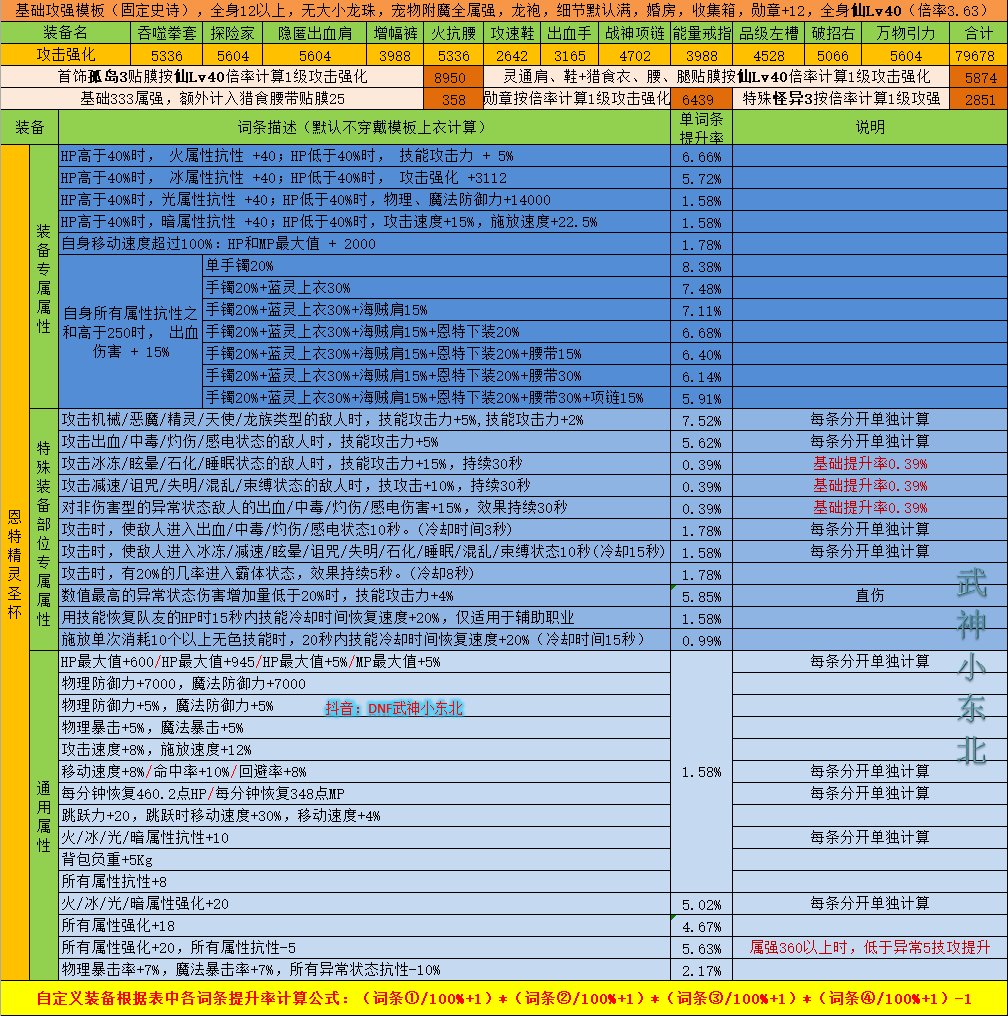 基础攻强模板（固定史诗），全身12以上，无大小龙珠，宠物附魔全属强，龙袍，细节默认满，婚房，收集箱，勋章+12，全身仙Lv40（倍率3.63）
装备名 吞噬拳套 探险家 隐匿出血肩 增幅裤 火抗腰 攻速鞋 出血手 战神项链 能量戒指 品级左槽 破招右 万物引力 合计
攻击强化 5336 5604 5604 3988 5336 2642 3165 4702 3988 4528 5066 5604 79678
首饰孤岛3贴膜按仙Lv40倍率计算1级攻击强化 8950 灵通肩、鞋+猎食衣、腰、腿贴膜按仙Lv40倍率计算1级攻击强化 5874
基础333属强，额外计入猎食腰带贴膜25 358 勋章按倍率计算1级攻击强化 6439 特殊怪异3按倍率计算1级攻强 2851
装备 词条描述（默认不穿戴模板上衣计算） 单词条提升率 说明
恩特精灵圣杯
装备专属属性
HP高于40%时， 火属性抗性 +40；HP低于40%时， 技能攻击力 + 5% 6.66%
HP高于40%时， 冰属性抗性 +40；HP低于40%时， 攻击强化 +3112 5.72%
HP高于40%时，光属性抗性 +40；HP低于40%时，物理、魔法防御力+14000 1.58%
HP高于40%时，暗属性抗性 +40；HP低于40%时，攻击速度+15%，施放速度+22.5% 1.58%
自身移动速度超过100%：HP和MP最大值 + 2000 1.78%
自身所有属性抗性之和高于250时， 出血伤害 + 15%
单手镯20% 8.38%
手镯20%+蓝灵上衣30% 7.48%
手镯20%+蓝灵上衣30%+海贼肩15% 7.11%
手镯20%+蓝灵上衣30%+海贼肩15%+恩特下装20% 6.68%
手镯20%+蓝灵上衣30%+海贼肩15%+恩特下装20%+腰带15% 6.40%
手镯20%+蓝灵上衣30%+海贼肩15%+恩特下装20%+腰带30% 6.14%
手镯20%+蓝灵上衣30%+海贼肩15%+恩特下装20%+腰带30%+项链15% 5.91%
特殊装备部位专属属性
攻击机械/恶魔/精灵/天使/龙族类型的敌人时，技能攻击力+5%,技能攻击力+2% 7.52% 每条分开单独计算
攻击出血/中毒/灼伤/感电状态的敌人时，技能攻击力+5% 5.62% 每条分开单独计算
攻击冰冻/眩晕/石化/睡眠状态的敌人时，技能攻击力+15%，持续30秒 0.39% 基础提升率0.39%
攻击减速/诅咒/失明/混乱/束缚状态的敌人时，技攻击+10%，持续30秒 0.39% 基础提升率0.39%
对非伤害型的异常状态敌人的出血/中毒/灼伤/感电伤害+15%，效果持续30秒 0.39% 基础提升率0.39%
攻击时，使敌人进入出血/中毒/灼伤/感电状态10秒。(冷却时间3秒) 1.78% 每条分开单独计算
攻击时，使敌人进入冰冻/减速/眩晕/诅咒/失明/石化/睡眠/混乱/束缚状态10秒(冷却15秒) 1.58% 每条分开单独计算
攻击时，有20%的几率进入霸体状态，效果持续5秒。(冷却8秒) 1.78%
数值最高的异常状态伤害增加量低于20%时，技能攻击力+4% 5.85% 直伤
用技能恢复队友的HP时15秒内技能冷却时间恢复速度+20%，仅适用于辅助职业 1.58%
施放单次消耗10个以上无色技能时，20秒内技能冷却时间恢复速度+20%（冷却时间15秒） 0.99%
武神小东北
通用属性
HP最大值+600/HP最大值+945/HP最大值+5%/MP最大值+5% 每条分开单独计算
物理防御力+7000，魔法防御力+7000
物理防御力+5%，魔法防御力+5% 抖音：DNF武神小东北
物理暴击+5%，魔法暴击+5%
攻击速度+8%，施放速度+12%
移动速度+8%/命中率+10%/回避率+8% 1.58% 每条分开单独计算
每分钟恢复460.2点HP/每分钟恢复348点MP 每条分开单独计算
跳跃力+20，跳跃时移动速度+30%，移动速度+4%
火/冰/光/暗属性抗性+10 每条分开单独计算
背包负重+5Kg
所有属性抗性+8
火/冰/光/暗属性强化+20 5.02% 每条分开单独计算
所有属性强化+18 4.67%
所有属性强化+20，所有属性抗性-5 5.63% 属强360以上时，低于异常5技攻提升
物理暴击率+7%，魔法暴击率+7%，所有异常状态抗性-10% 2.17%
自定义装备根据表中各词条提升率计算公式：（词条①/100%+1）*（词条②/100%+1）*（词条③/100%+1）*（词条④/100%+1）-1